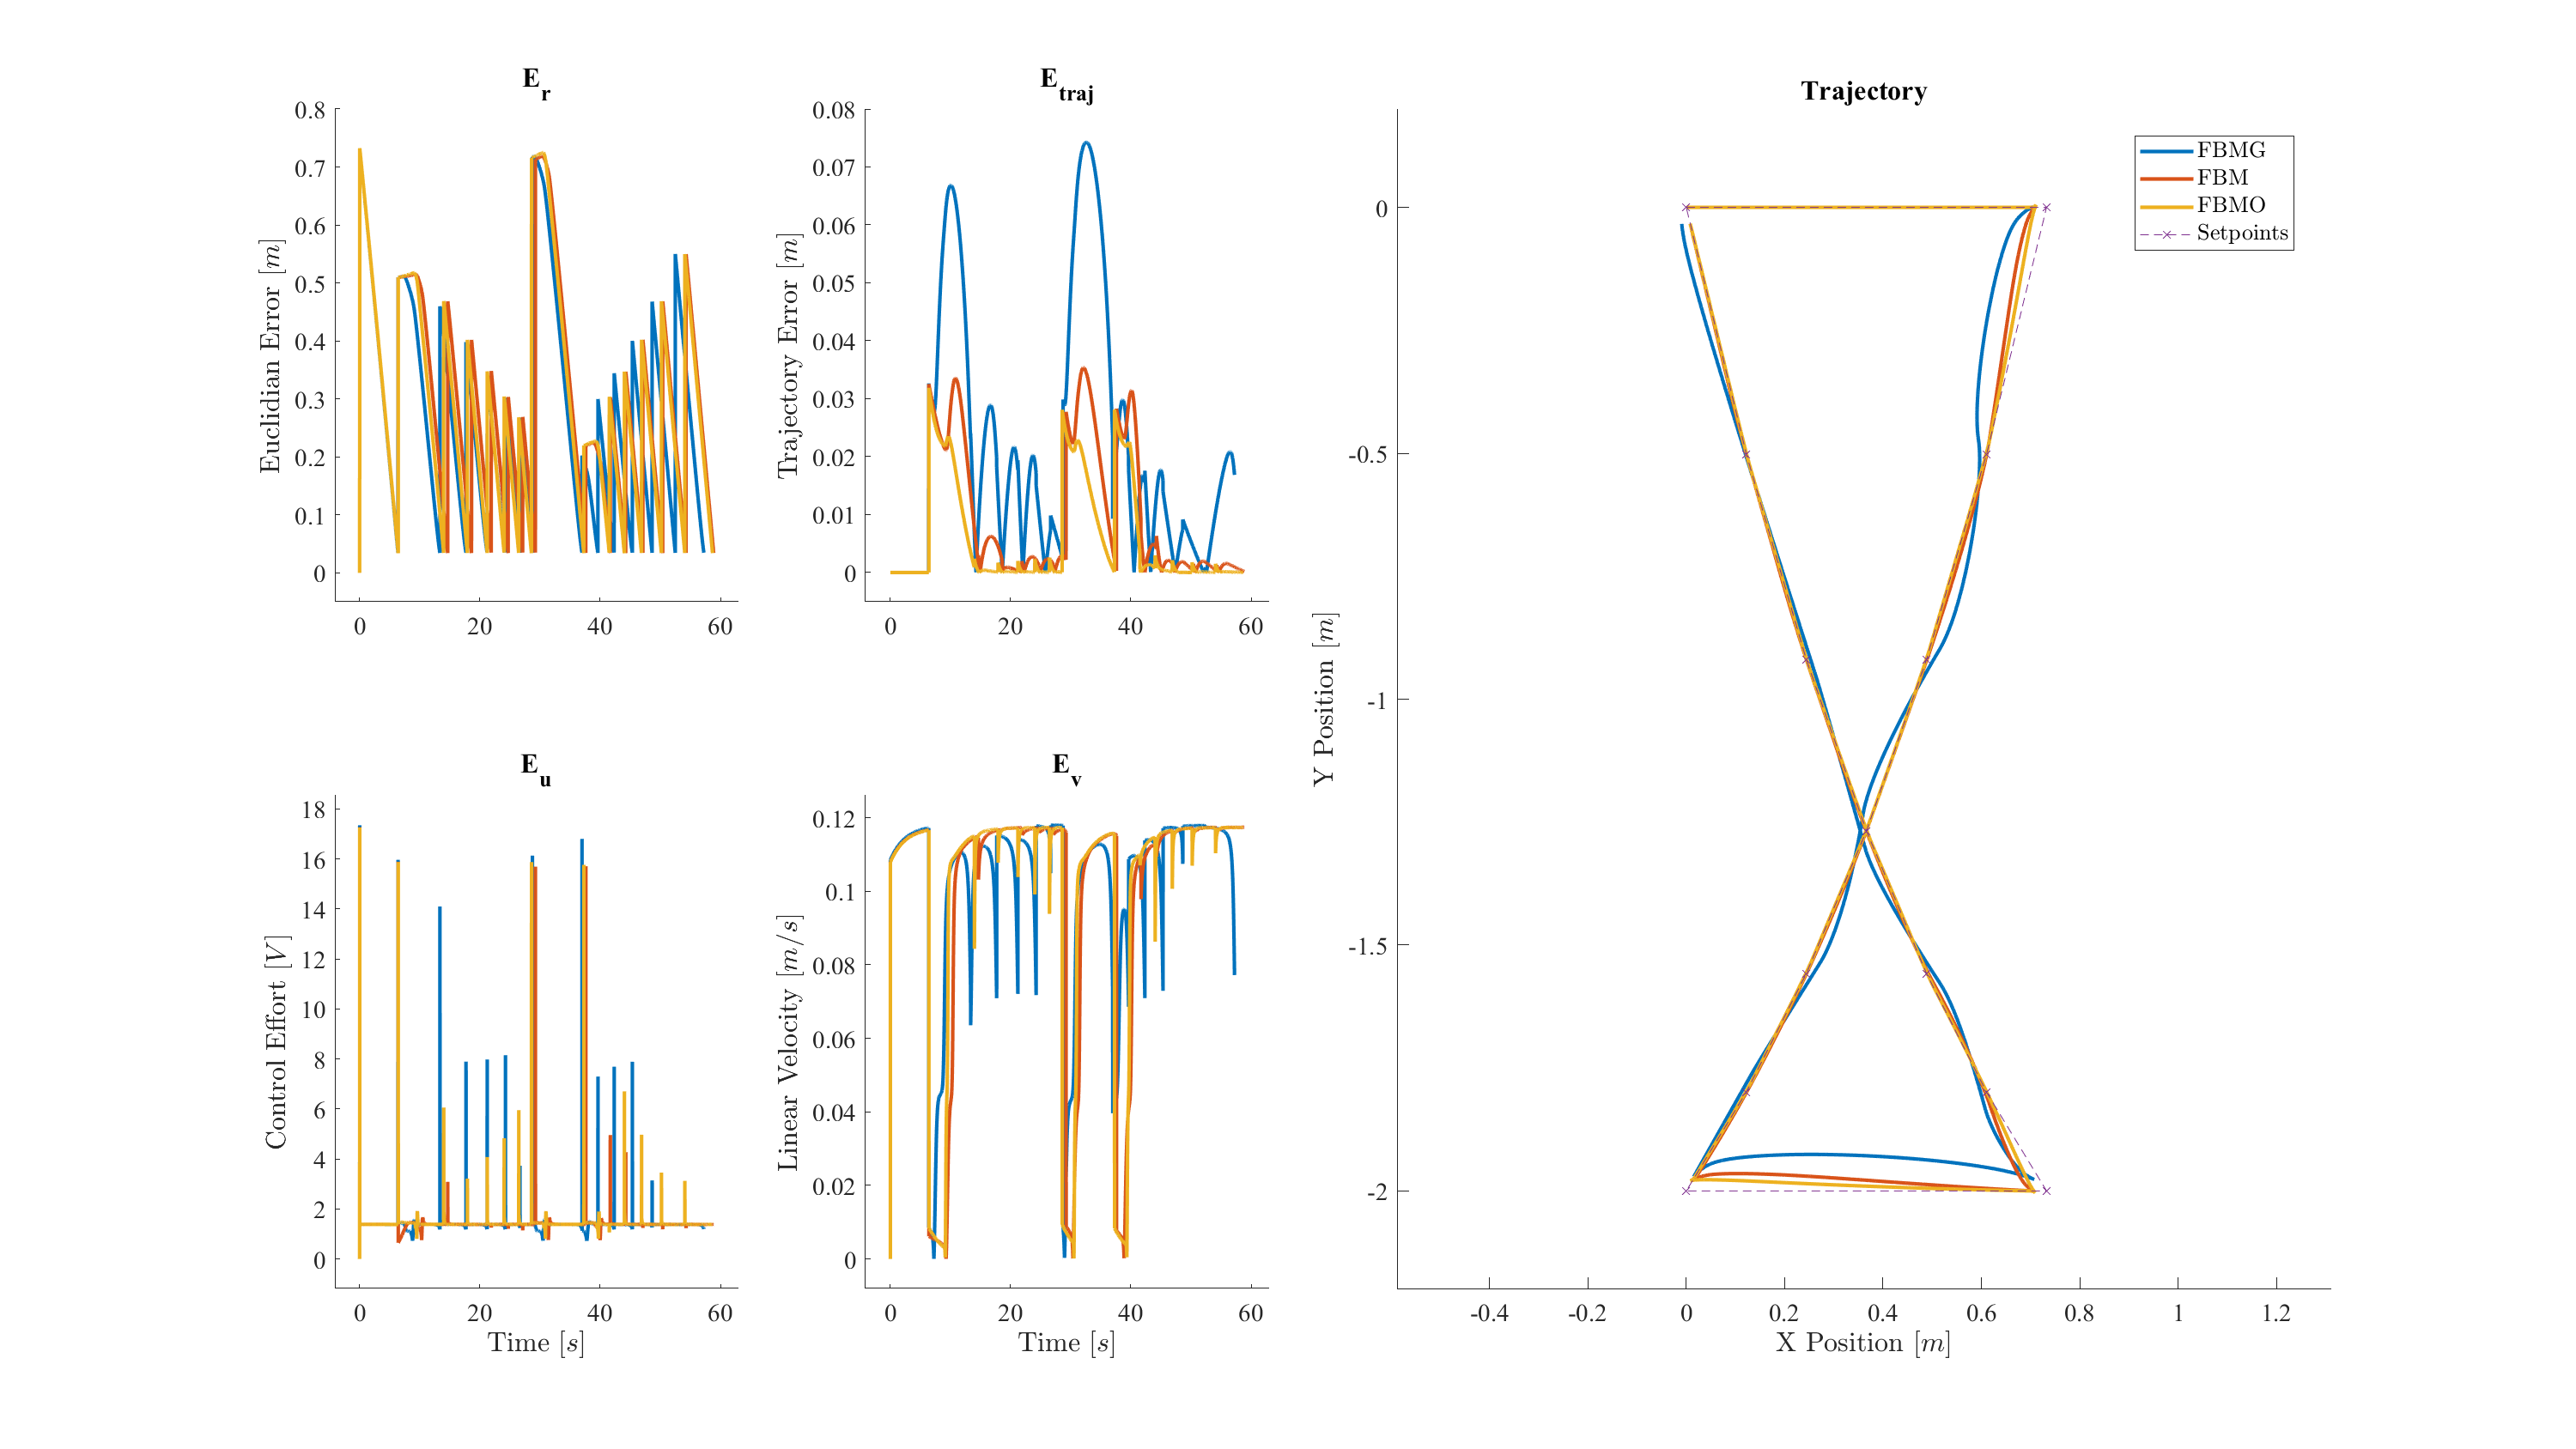 E_r
0.8
0.7
0.6
0.5
0.4
0.3
0.2
0.1
0
Euclidian Error [m]
0 20 40 60
E_traj
0.08
0.07
0.06
0.05
0.04
0.03
0.02
0.01
0
Trajectory Error [m]
0 20 40 60
E_u
18
16
14
12
10
8
6
4
2
0
Control Effort [V]
0 20 40 60
Time [s]
E_v
0.12
0.1
0.08
0.06
0.04
0.02
0
Linear Velocity [m/s]
0 20 40 60
Time [s]
Trajectory
FBMG
FBM
FBMO
Setpoints
0
-0.5
-1
-1.5
-2
Y Position [m]
-0.4 -0.2 0 0.2 0.4 0.6 0.8 1 1.2
X Position [m]